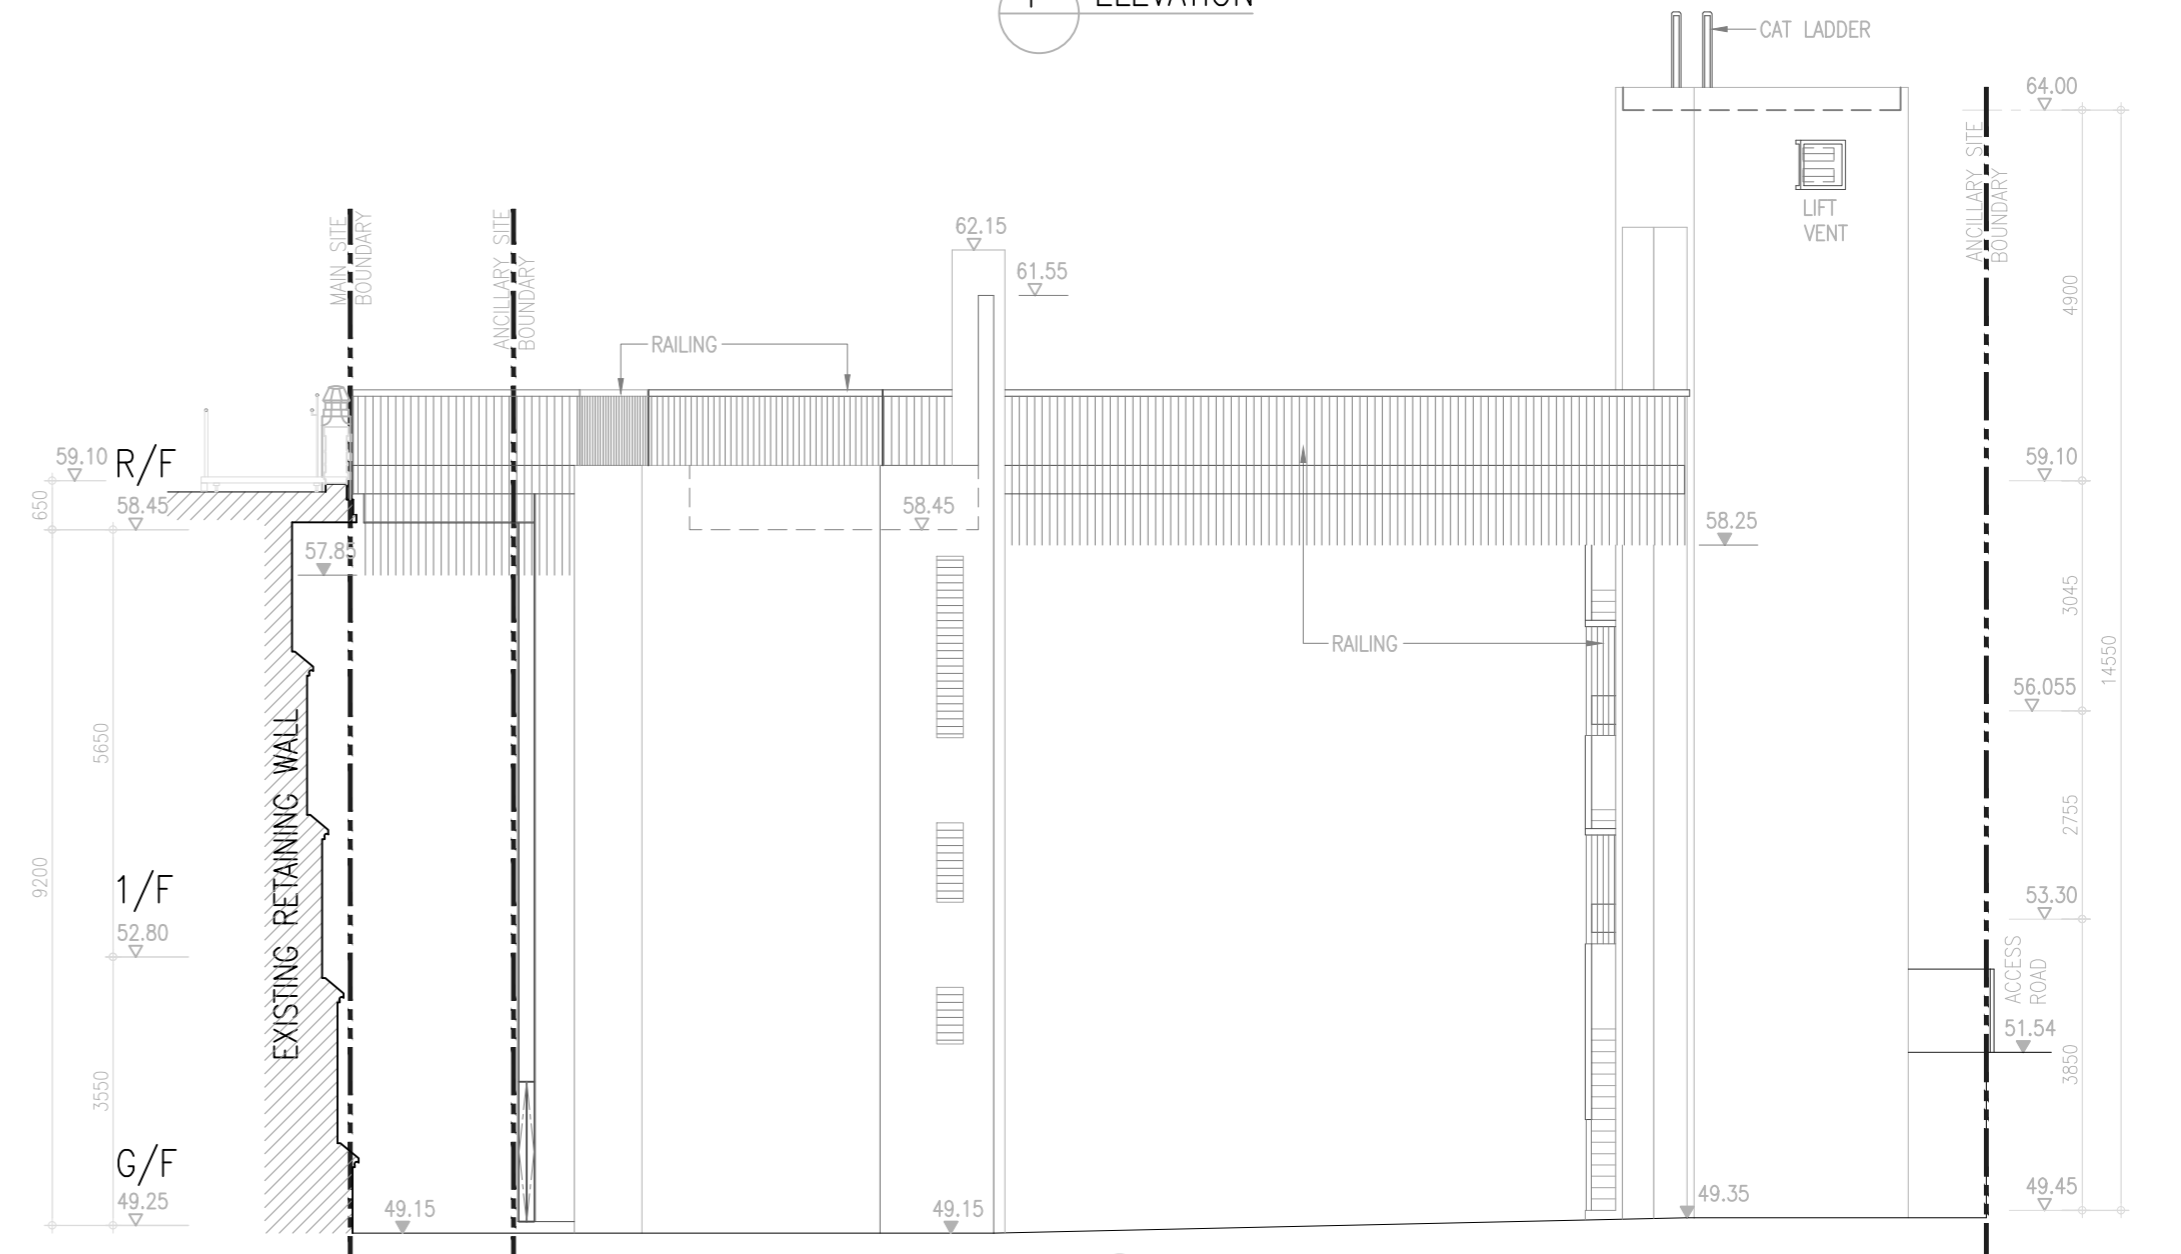 ELEVATION
CAT LADDER
64.00
ANCILLARY SITE
BOUNDARY
LIFT
VENT
MAIN SITE
BOUNDARY
ANCILLARY SITE
BOUNDARY
62.15
61.55
4900
RAILING
59.10
R/F
59.10
650
58.45
58.45
58.25
57.85
3045
RAILING
14550
56.055
5650
EXISTING RETAINING WALL
2755
9200
1/F
52.80
53.30
ACCESS
ROAD
51.54
3850
3550
G/F
49.25
49.15
49.15
49.35
49.45